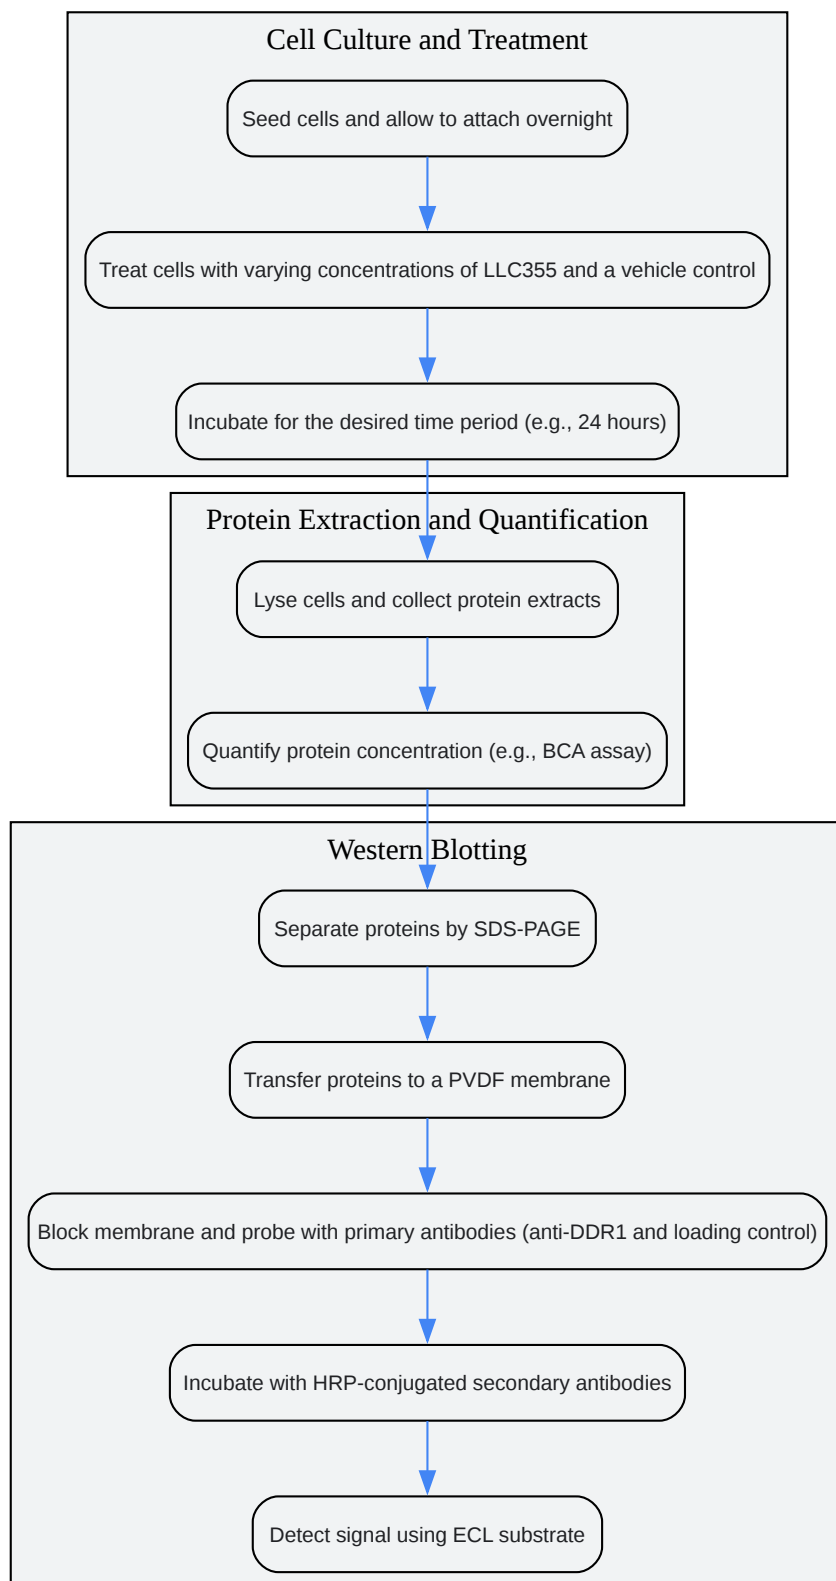 Cell Culture and Treatment
Seed cells and allow to attach overnight
Treat cells with varying concentrations of LLC355 and a vehicle control
Incubate for the desired time period (e.g., 24 hours)
Protein Extraction and Quantification
Lyse cells and collect protein extracts
Quantify protein concentration (e.g., BCA assay)
Western Blotting
Separate proteins by SDS-PAGE
Transfer proteins to a PVDF membrane
Block membrane and probe with primary antibodies (anti-DDR1 and loading control)
Incubate with HRP-conjugated secondary antibodies
Detect signal using ECL substrate